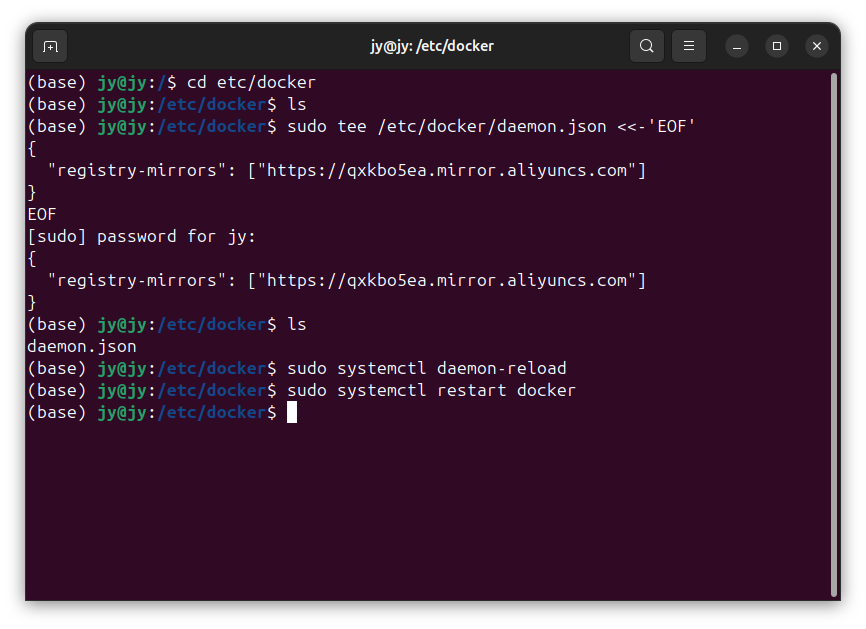 jy@jy: /etc/docker
(base) jy@jy:/$ cd etc/docker
(base) jy@jy:/etc/docker$ ls
(base) jy@jy:/etc/docker$ sudo tee /etc/docker/daemon.json <<-'EOF'
{
  "registry-mirrors": ["https://qxkbo5ea.mirror.aliyuncs.com"]
}
EOF
[sudo] password for jy:
{
  "registry-mirrors": ["https://qxkbo5ea.mirror.aliyuncs.com"]
}
(base) jy@jy:/etc/docker$ ls
daemon.json
(base) jy@jy:/etc/docker$ sudo systemctl daemon-reload
(base) jy@jy:/etc/docker$ sudo systemctl restart docker
(base) jy@jy:/etc/docker$